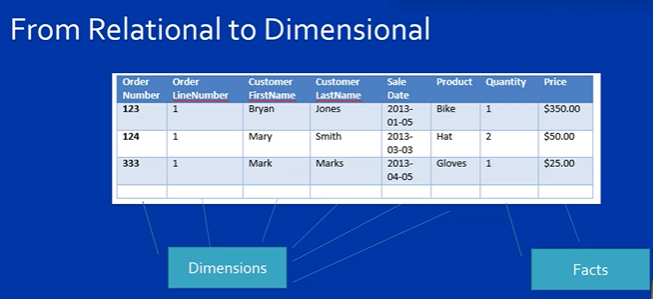 From Relational to Dimensional
Order Number Order LineNumber Customer FirstName Customer LastName Sale Date Product Quantity Price
123 1 Bryan Jones 2013-01-05 Bike 1 $350.00
124 1 Mary Smith 2013-03-03 Hat 2 $50.00
333 1 Mark Marks 2013-04-05 Gloves 1 $25.00
Dimensions Facts